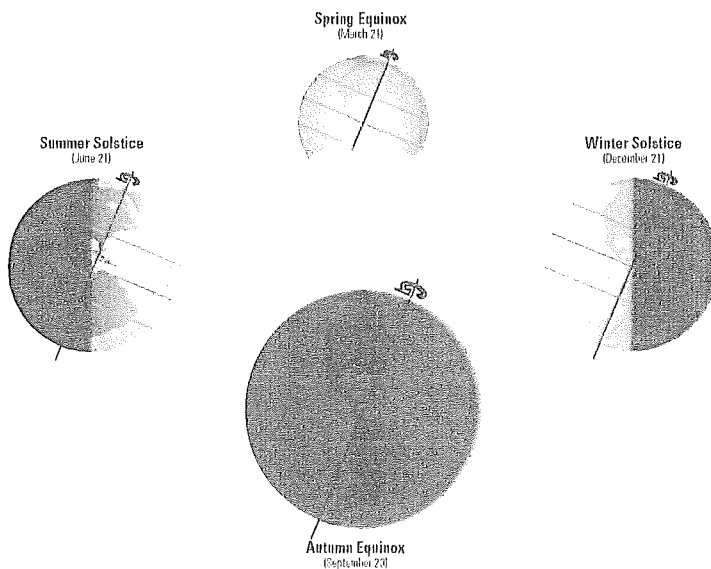 Spring Equinox
(March 21)
Summer Solstice
(June 21)
Winter Solstice
(December 21)
Autumn Equinox
(September 23)